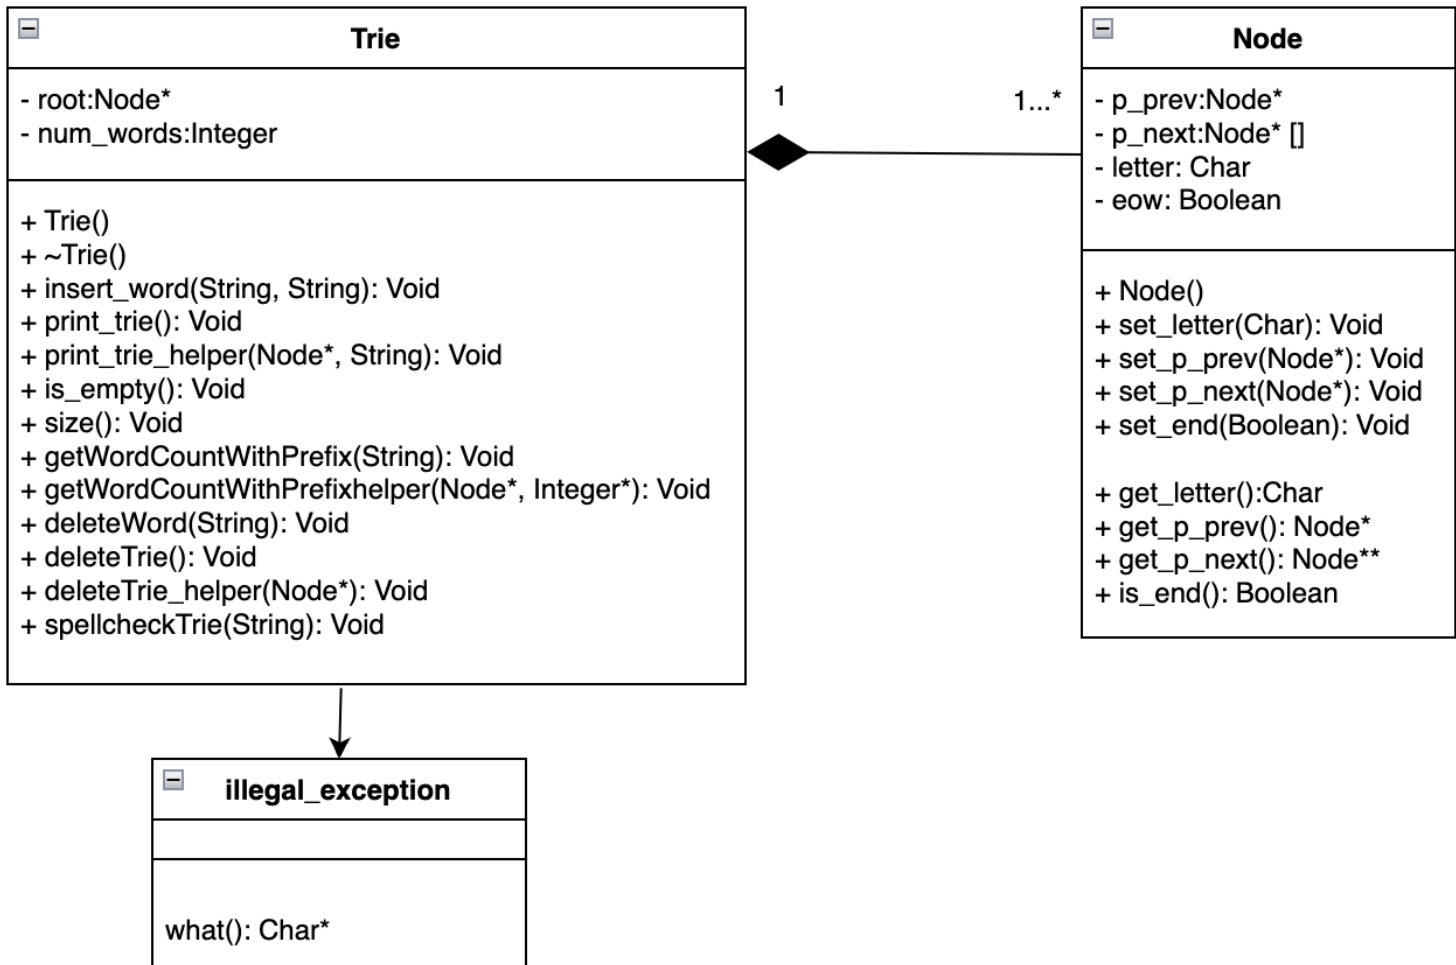 Trie
- root:Node*
- num_words:Integer
+ Trie()
+ ~Trie()
+ insert_word(String, String): Void
+ print_trie(): Void
+ print_trie_helper(Node*, String): Void
+ is_empty(): Void
+ size(): Void
+ getWordCountWithPrefix(String): Void
+ getWordCountWithPrefixhelper(Node*, Integer*): Void
+ deleteWord(String): Void
+ deleteTrie(): Void
+ deleteTrie_helper(Node*): Void
+ spellcheckTrie(String): Void
1
1...*
Node
- p_prev:Node*
- p_next:Node* []
- letter: Char
- eow: Boolean
+ Node()
+ set_letter(Char): Void
+ set_p_prev(Node*): Void
+ set_p_next(Node*): Void
+ set_end(Boolean): Void
+ get_letter():Char
+ get_p_prev(): Node*
+ get_p_next(): Node**
+ is_end(): Boolean
illegal_exception
what(): Char*